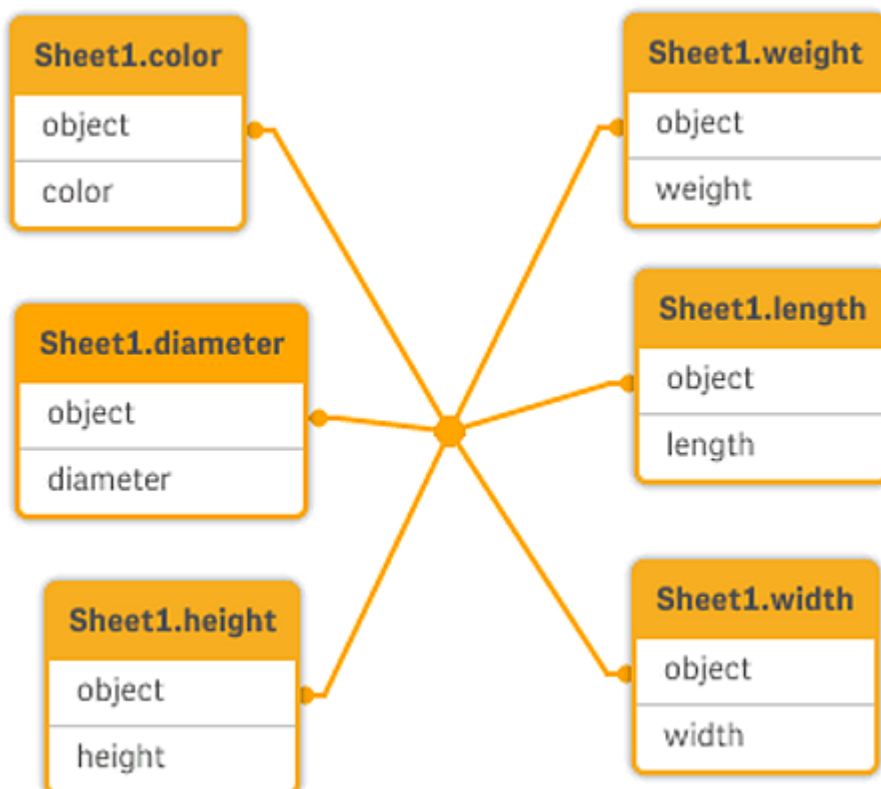 Sheet1.color
object
color
Sheet1.diameter
object
diameter
Sheet1.height
object
height
Sheet1.weight
object
weight
Sheet1.length
object
length
Sheet1.width
object
width